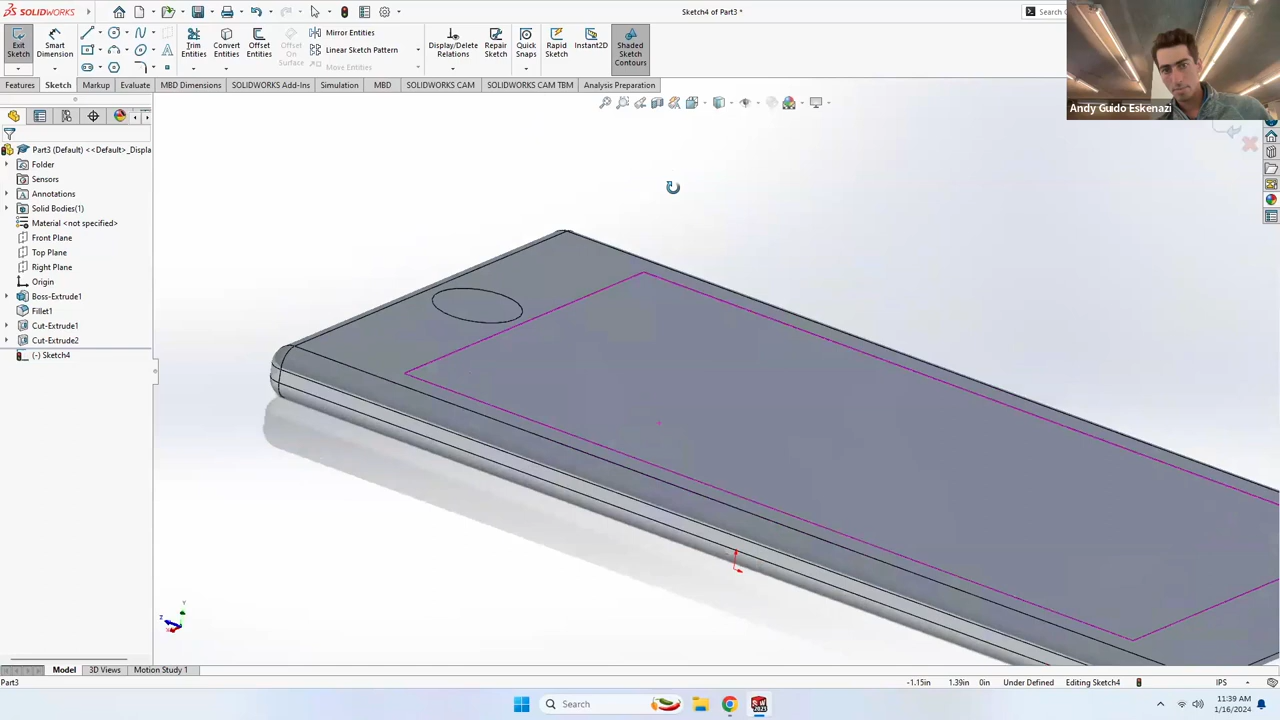 SOLIDWORKS
Sketch4 of Part3 *
Search Co
Exit Sketch
Smart Dimension
Trim Entities
Convert Entities
Offset Entities
Offset On Surface
Mirror Entities
Linear Sketch Pattern
Move Entities
Display/Delete Relations
Repair Sketch
Quick Snaps
Rapid Sketch
Instant2D
Shaded Sketch Contours
Andy Guido Eskenazi
Features
Sketch
Markup
Evaluate
MBD Dimensions
SOLIDWORKS Add-Ins
Simulation
MBD
SOLIDWORKS CAM
SOLIDWORKS CAM TBM
Analysis Preparation
Part3 (Default) <<Default>_Displa
Folder
Sensors
Annotations
Solid Bodies(1)
Material <not specified>
Front Plane
Top Plane
Right Plane
Origin
Boss-Extrude1
Fillet1
Cut-Extrude1
Cut-Extrude2
(-) Sketch4
Y
Z
Model
3D Views
Motion Study 1
Part3
-1.15in
1.39in
0in
Under Defined
Editing Sketch4
IPS
Search
11:39 AM
1/16/2024